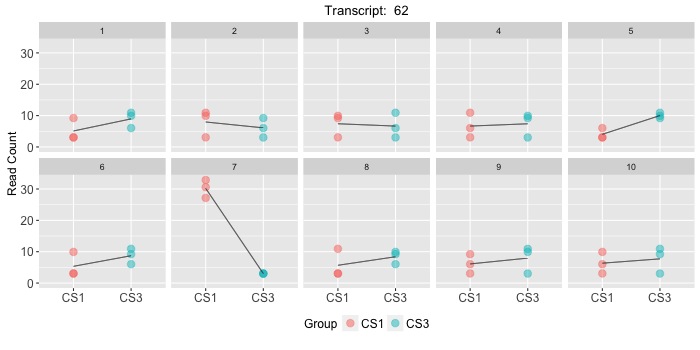 Transcript: 62
1 2 3 4 5
30
20
10
0
6 7 8 9 10
30
20
10
0
Read Count
CS1 CS3 CS1 CS3 CS1 CS3 CS1 CS3 CS1 CS3
Group CS1 CS3